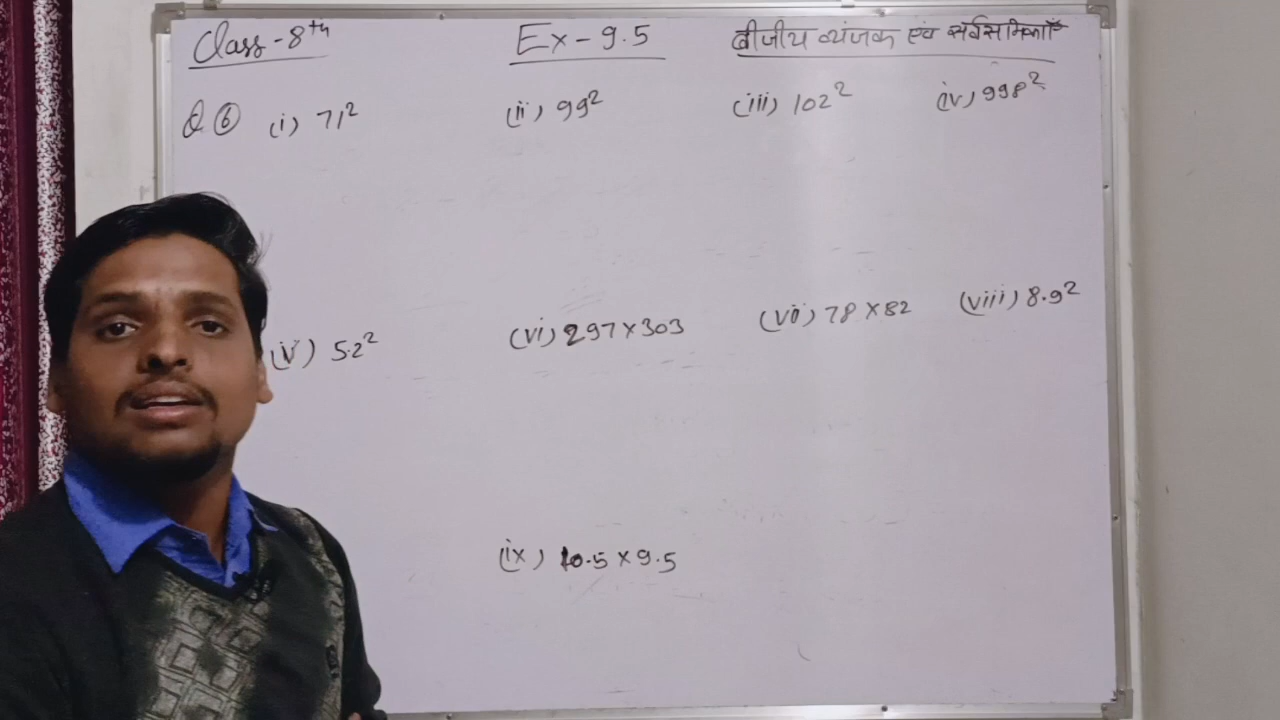 Class-8th Ex-9.5 बीजीय व्यंजक एवं सर्वसमिकाएँ
Q.⑥ (i) 71² (ii) 99² (iii) 102² (iv) 998²
(v) 5.2² (vi) 297×303 (vii) 78×82 (viii) 8.9²
(ix) 10.5×9.5